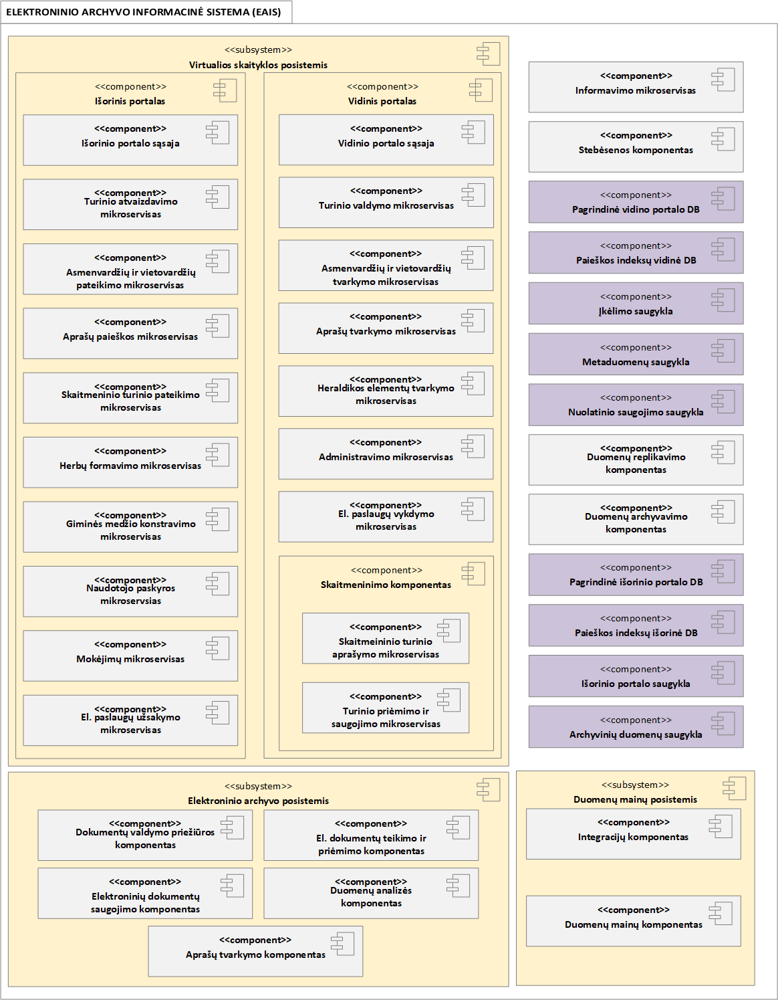 ELEKTRONINIO ARCHYVO INFORMACINĖ SISTEMA (EAIS)
<<subsystem>>
Virtualios skaityklos posistemis
<<component>>
Išorinis portalas
<<component>>
Išorinio portalo sąsaja
<<component>>
Turinio atvaizdavimo
mikroservisas
<<component>>
Asmenvardžių ir vietovardžių
pateikimo mikroservisas
<<component>>
Aprašų paieškos mikroservisas
<<component>>
Skaitmeninio turinio pateikimo
mikroservisas
<<component>>
Herbų formavimo mikroservisas
<<component>>
Giminės medžio konstravimo
mikroservisas
<<component>>
Naudotojo paskyros
mikroservsias
<<component>>
Mokėjimų mikroservisas
<<component>>
El. paslaugų užsakymo
mikroservisas
<<component>>
Vidinis portalas
<<component>>
Vidinio portalo sąsaja
<<component>>
Turinio valdymo mikroservisas
<<component>>
Asmenvardžių ir vietovardžių
tvarkymo mikroservisas
<<component>>
Aprašų tvarkymo mikroservisas
<<component>>
Heraldikos elementų tvarkymo
mikroservisas
<<component>>
Administravimo mikroservisas
<<component>>
El. paslaugų vykdymo
mikroservisas
<<component>>
Skaitmeninimo komponentas
<<component>>
Skaitmeininio turinio
aprašymo mikroservisas
<<component>>
Turinio priėmimo ir
saugojimo mikroservisas
<<component>>
Informavimo mikroservisas
<<component>>
Stebėsenos komponentas
<<component>>
Pagrindinė vidino portalo DB
<<component>>
Paieškos indeksų vidinė DB
<<component>>
Įkėlimo saugykla
<<component>>
Metaduomenų saugykla
<<component>>
Nuolatinio saugojimo saugykla
<<component>>
Duomenų replikavimo
komponentas
<<component>>
Duomenų archyvavimo
komponentas
<<component>>
Pagrindinė išorinio portalo DB
<<component>>
Paieškos indeksų išorinė DB
<<component>>
Išorinio portalo saugykla
<<component>>
Archyvinių duomenų saugykla
<<subsystem>>
Elektroninio archyvo posistemis
<<component>>
Dokumentų valdymo priežiūros
komponentas
<<component>>
El. dokumentų teikimo ir
priėmimo komponentas
<<component>>
Elektroninių dokumentų
saugojimo komponentas
<<component>>
Duomenų analizės
komponentas
<<component>>
Aprašų tvarkymo komponentas
<<subsystem>>
Duomenų mainų posistemis
<<component>>
Integracijų komponentas
<<component>>
Duomenų mainų komponentas